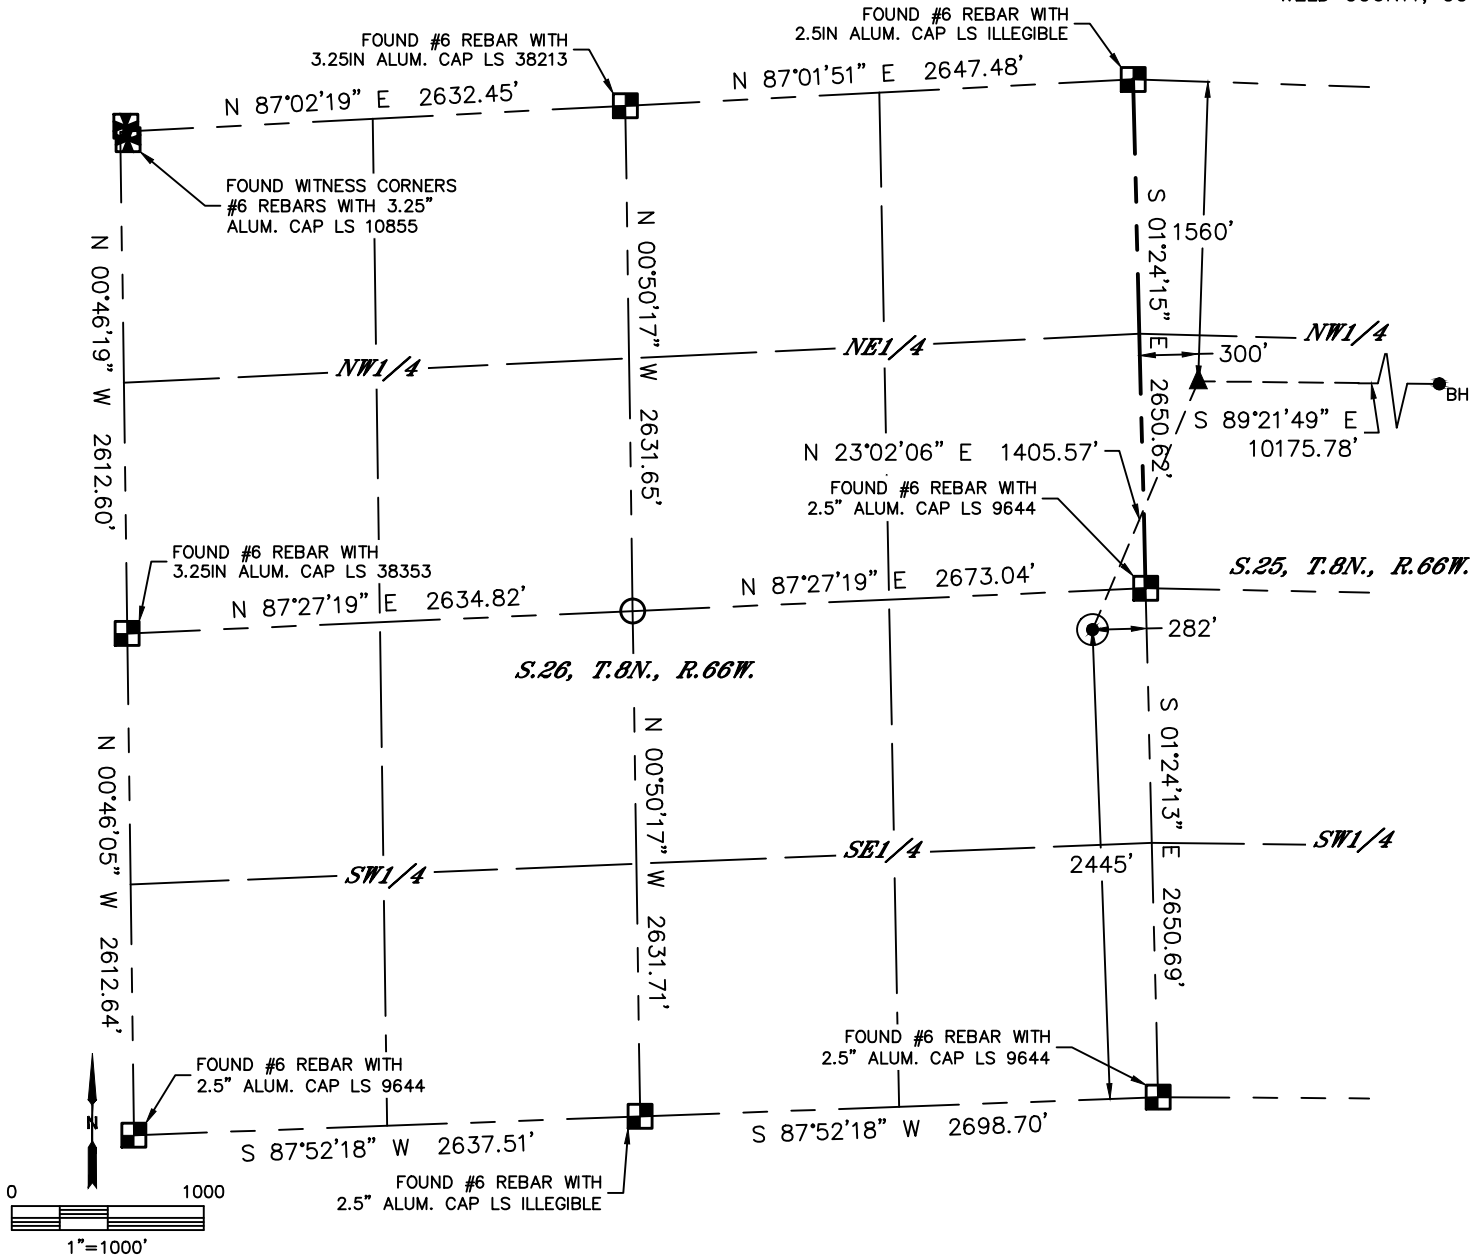 FOUND #6 REBAR WITH
2.5IN ALUM. CAP LS ILLEGIBLE
FOUND #6 REBAR WITH
3.25IN ALUM. CAP LS 38213
N 87°02'19" E 2632.45'
N 87°01'51" E 2647.48'
FOUND WITNESS CORNERS
#6 REBARS WITH 3.25"
ALUM. CAP LS 10855
N 00°46'19" W 2612.60'
N 00°50'17" W 2631.65'
S 01°24'15" E 2650.62'
1560'
NW1/4
NE1/4
NW1/4
300'
BH
S 89°21'49" E
10175.78'
N 23°02'06" E 1405.57'
FOUND #6 REBAR WITH
2.5" ALUM. CAP LS 9644
FOUND #6 REBAR WITH
3.25IN ALUM. CAP LS 38353
N 87°27'19" E 2634.82'
N 87°27'19" E 2673.04'
S.25, T.8N., R.66W.
282'
S.26, T.8N., R.66W.
N 00°46'05" W 2612.64'
N 00°50'17" W 2631.71'
S 01°24'13" E 2650.69'
SW1/4
SE1/4
SW1/4
2445'
FOUND #6 REBAR WITH
2.5" ALUM. CAP LS 9644
FOUND #6 REBAR WITH
2.5" ALUM. CAP LS 9644
N
S 87°52'18" W 2637.51'
S 87°52'18" W 2698.70'
FOUND #6 REBAR WITH
2.5" ALUM. CAP LS ILLEGIBLE
0 1000
1"=1000'